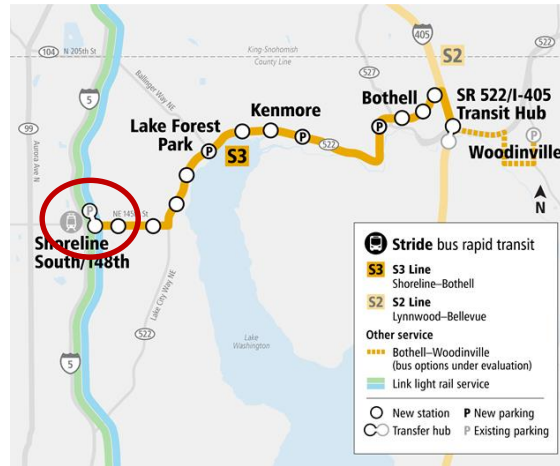 104
N 205th St
5
99
Aurora Ave N
Ballinger Way NE
King-Snohomish
County Line
405
S2
527
SR 522/I-405
Transit Hub
Bothell
Kenmore
Lake Forest
Park
P
P
P
S3
522
Woodinville
P
N
P
NE 145th St
Shoreline
South/148th
Lake City Way NE
522
Lake
Washington
5
Stride bus rapid transit
S3 S3 Line
Shoreline–Bothell
S2 S2 Line
Lynnwood–Bellevue
Other service
Bothell–Woodinville
(bus options under evaluation)
Link light rail service
New station P New parking
Transfer hub P Existing parking